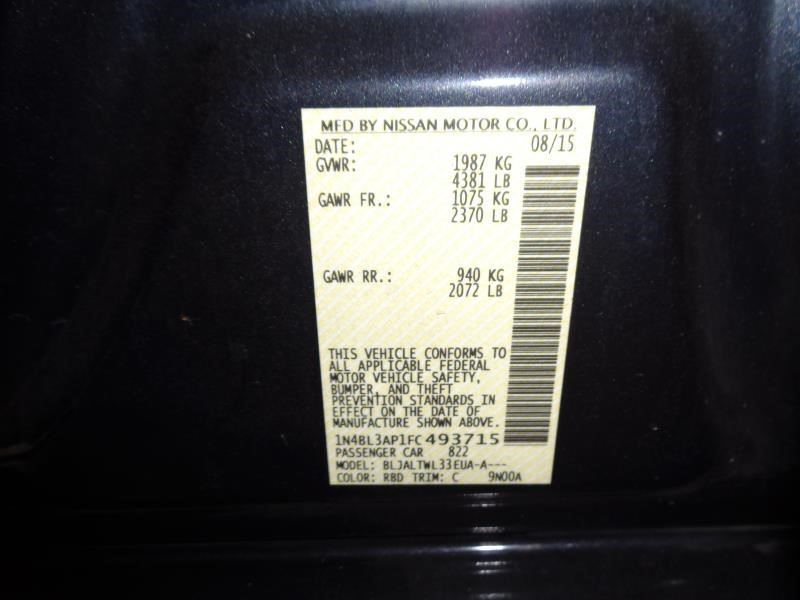 MFD BY NISSAN MOTOR CO., LTD.
DATE: 08/15
GVWR: 1987 KG
4381 LB
GAWR FR.: 1075 KG
2370 LB
GAWR RR.: 940 KG
2072 LB
THIS VEHICLE CONFORMS TO
ALL APPLICABLE FEDERAL
MOTOR VEHICLE SAFETY,
BUMPER, AND THEFT
PREVENTION STANDARDS IN
EFFECT ON THE DATE OF
MANUFACTURE SHOWN ABOVE.
1N4BL3AP1FC493715
PASSENGER CAR 822
MODEL: BLJALTWL33EUA-A---
COLOR: RBD TRIM: C 9N00A